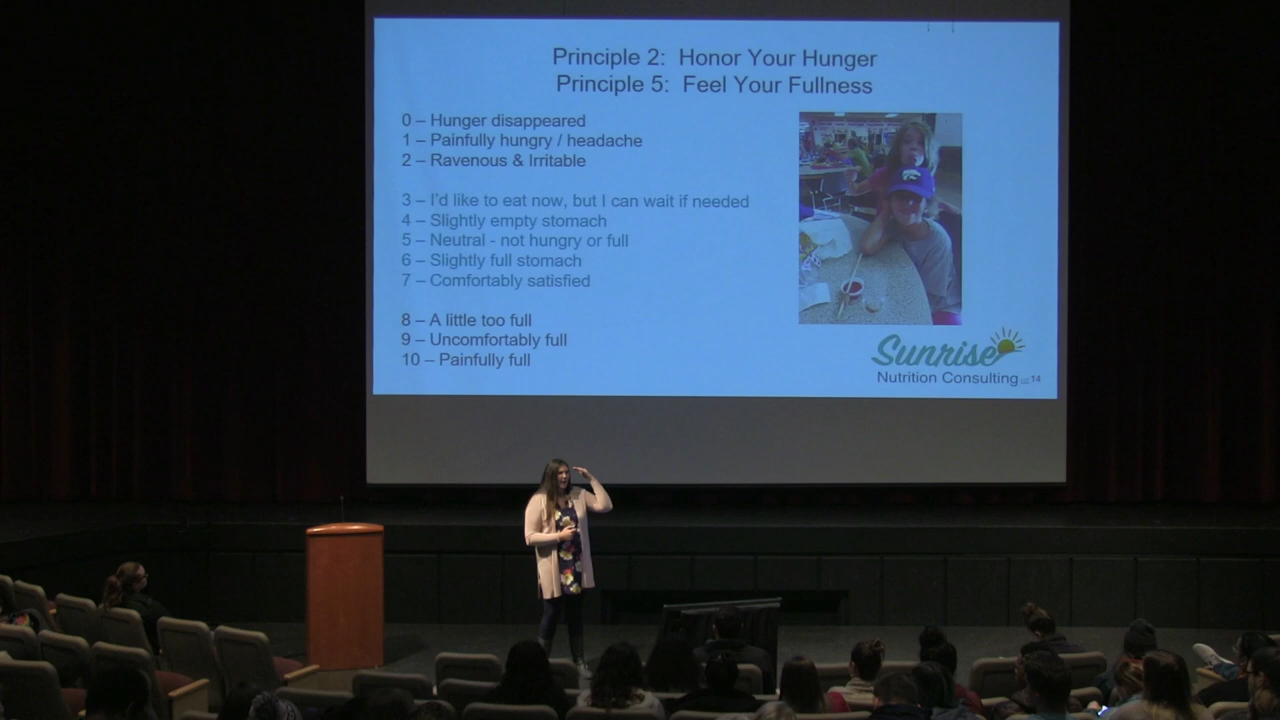 Principle 2: Honor Your Hunger
Principle 5: Feel Your Fullness
0 – Hunger disappeared
1 – Painfully hungry / headache
2 – Ravenous & Irritable
3 – I'd like to eat now, but I can wait if needed
4 – Slightly empty stomach
5 – Neutral - not hungry or full
6 – Slightly full stomach
7 – Comfortably satisfied
8 – A little too full
9 – Uncomfortably full
10 – Painfully full
Sunrise
Nutrition Consulting
14